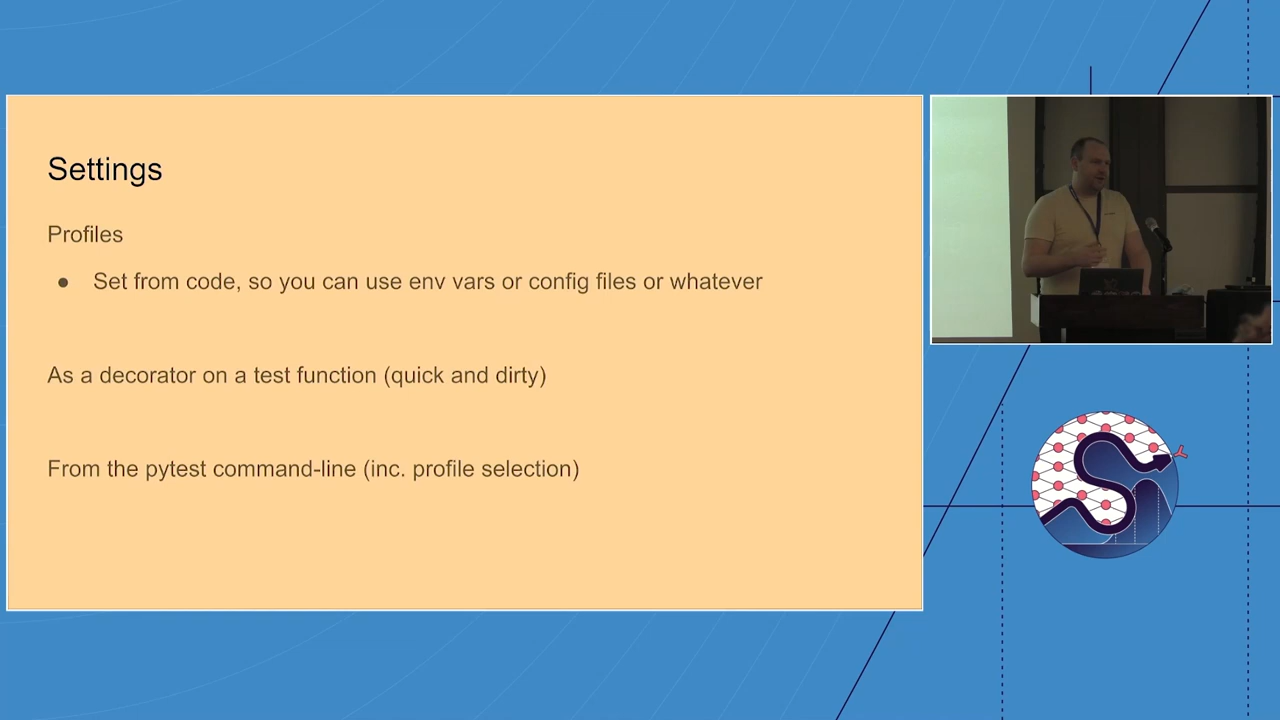 Settings
Profiles
● Set from code, so you can use env vars or config files or whatever
As a decorator on a test function (quick and dirty)
From the pytest command-line (inc. profile selection)